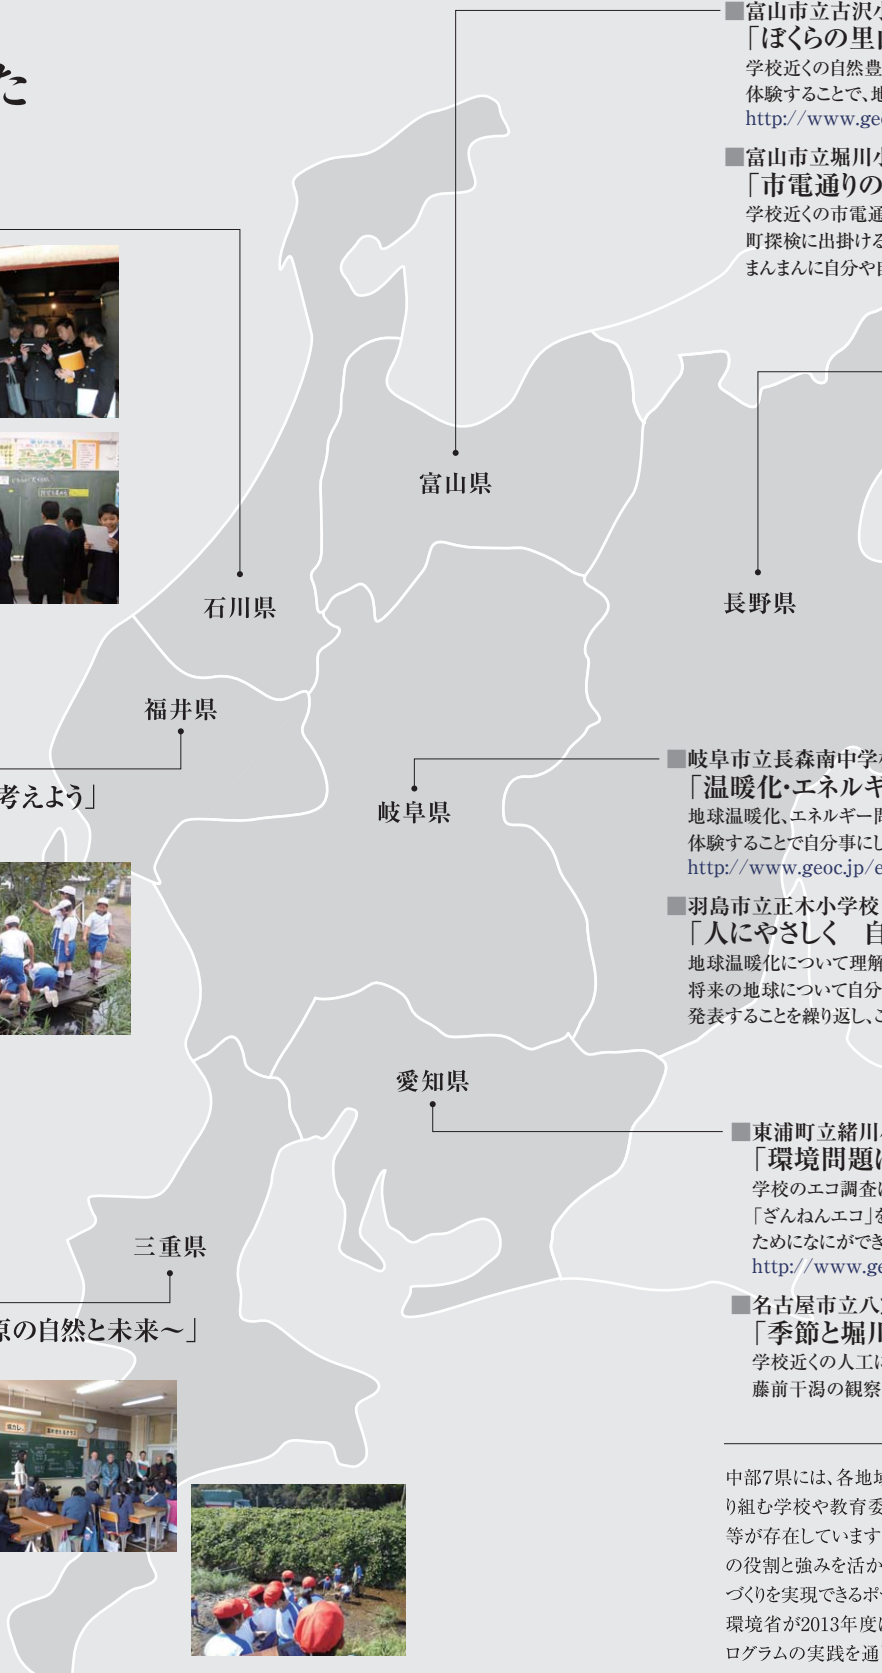 た
■富山市立古沢小
「ぼくらの里山
学校近くの自然豊
体験することで、地
http://www.geo
■富山市立堀川小
「市電通りの
学校近くの市電通
町探検に出掛ける
まんまんに自分や自
富山県
石川県
長野県
福井県
考えよう」
岐阜県
■岐阜市立長森南中学校
「温暖化・エネルギ
地球温暖化、エネルギー問
体験することで自分事にし
http://www.geoc.jp/e
■羽島市立正木小学校
「人にやさしく 自
地球温暖化について理解
将来の地球について自分
発表することを繰り返し、こ
愛知県
■東浦町立緒川小
「環境問題は
学校のエコ調査に
「ざんねんエコ」を
ためになにができ
http://www.ge
三重県
原の自然と未来〜」
■名古屋市立八
「季節と堀川
学校近くの人工に
藤前干潟の観察
中部7県には、各地域
り組む学校や教育委
等が存在しています
の役割と強みを活か
づくりを実現できるポ
環境省が2013年度に
ログラムの実践を通